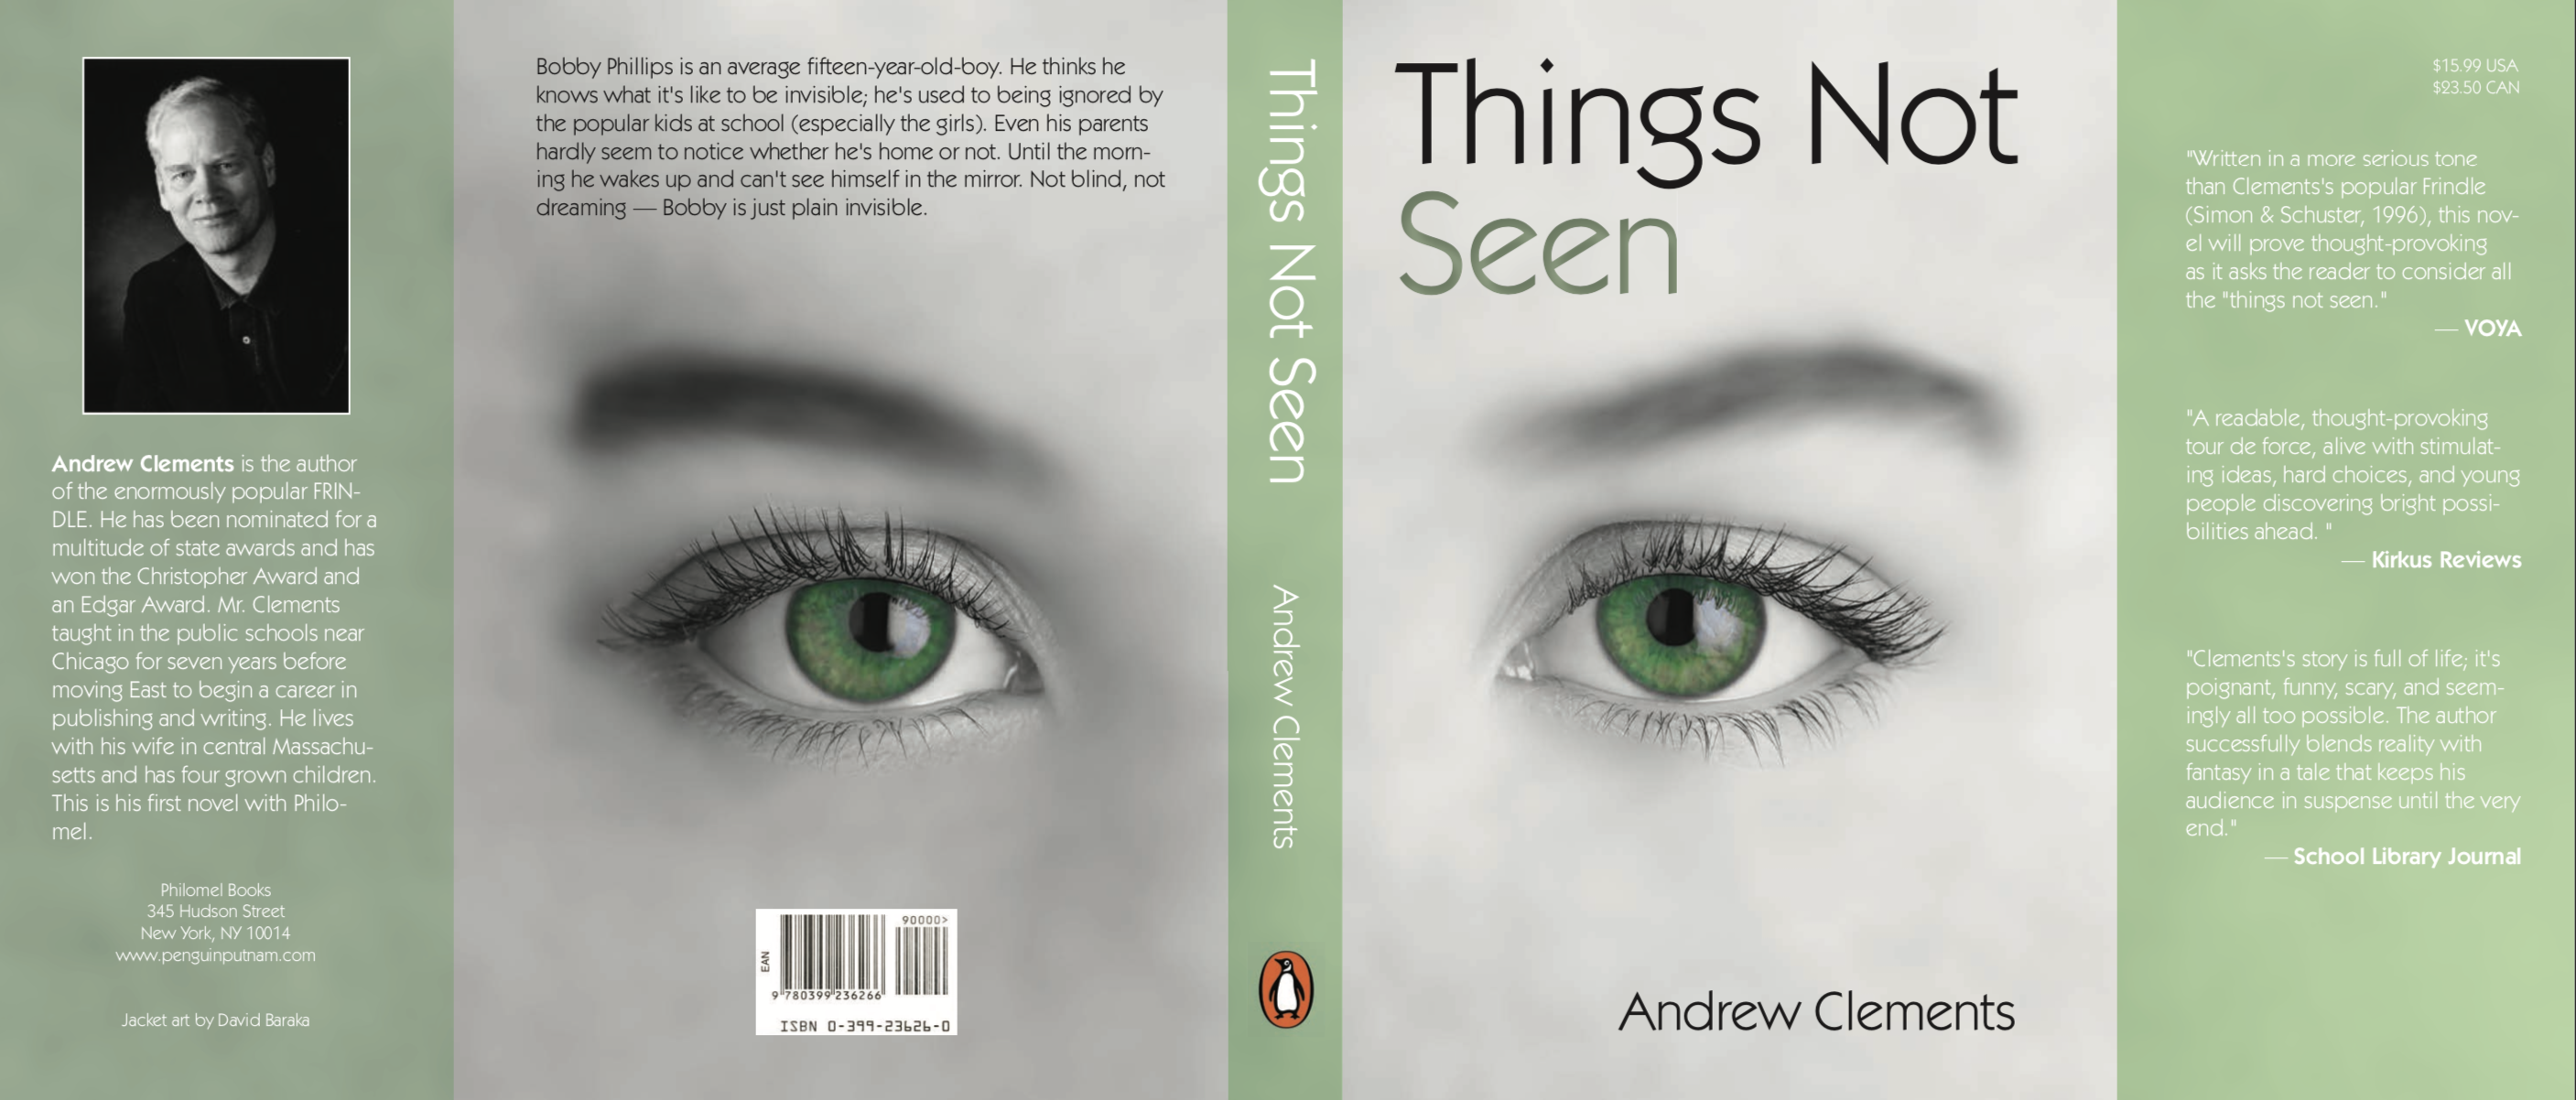 Andrew Clements is the author
of the enormously popular FRIN-
DLE. He has been nominated for a
multitude of state awards and has
won the Christopher Award and
an Edgar Award. Mr. Clements
taught in the public schools near
Chicago for seven years before
moving East to begin a career in
publishing and writing. He lives
with his wife in central Massachu-
setts and has four grown children.
This is his first novel with Philo-
mel.
Philomel Books
345 Hudson Street
New York, NY 10014
www.penguinputnam.com
Jacket art by David Baraka
Bobby Phillips is an average fifteen-year-old-boy. He thinks he
knows what it's like to be invisible; he's used to being ignored by
the popular kids at school (especially the girls). Even his parents
hardly seem to notice whether he's home or not. Until the morn-
ing he wakes up and can't see himself in the mirror. Not blind, not
dreaming — Bobby is just plain invisible.
90000>
EAN
9 780399 236266
ISBN 0-399-23626-0
Things Not Seen
Andrew Clements
Things Not
Seen
Andrew Clements
$15.99 USA
$23.50 CAN
"Written in a more serious tone
than Clements's popular Frindle
(Simon & Schuster, 1996), this nov-
el will prove thought-provoking
as it asks the reader to consider all
the "things not seen."
— VOYA
"A readable, thought-provoking
tour de force, alive with stimulat-
ing ideas, hard choices, and young
people discovering bright possi-
bilities ahead. "
— Kirkus Reviews
"Clements's story is full of life; it's
poignant, funny, scary, and seem-
ingly all too possible. The author
successfully blends reality with
fantasy in a tale that keeps his
audience in suspense until the very
end."
— School Library Journal